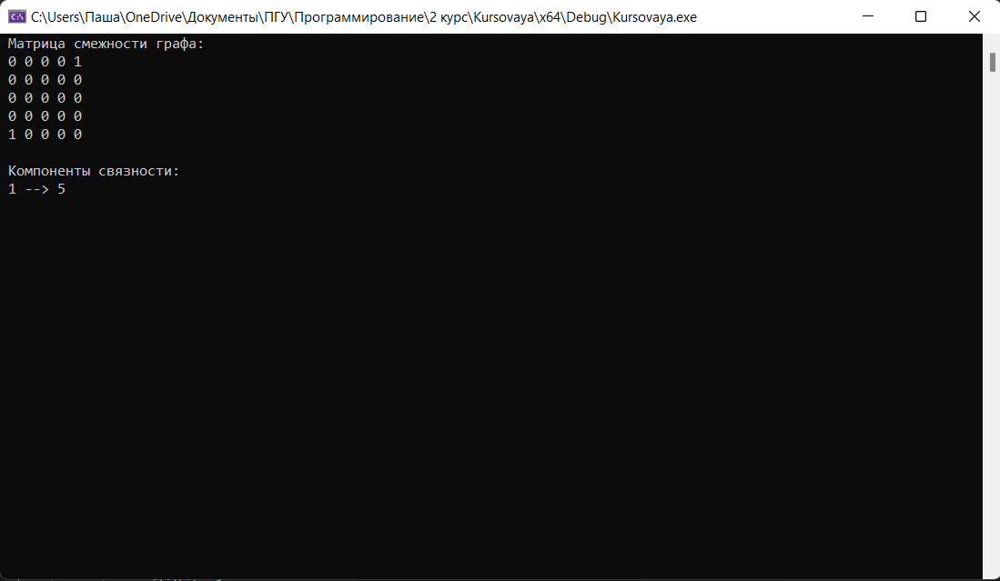 C:\Users\Паша\OneDrive\Документы\ПГУ\Программирование\2 курс\Kursovaya\x64\Debug\Kursovaya.exe
Матрица смежности графа:
0 0 0 0 1
0 0 0 0 0
0 0 0 0 0
0 0 0 0 0
1 0 0 0 0
Компоненты связности:
1 --> 5